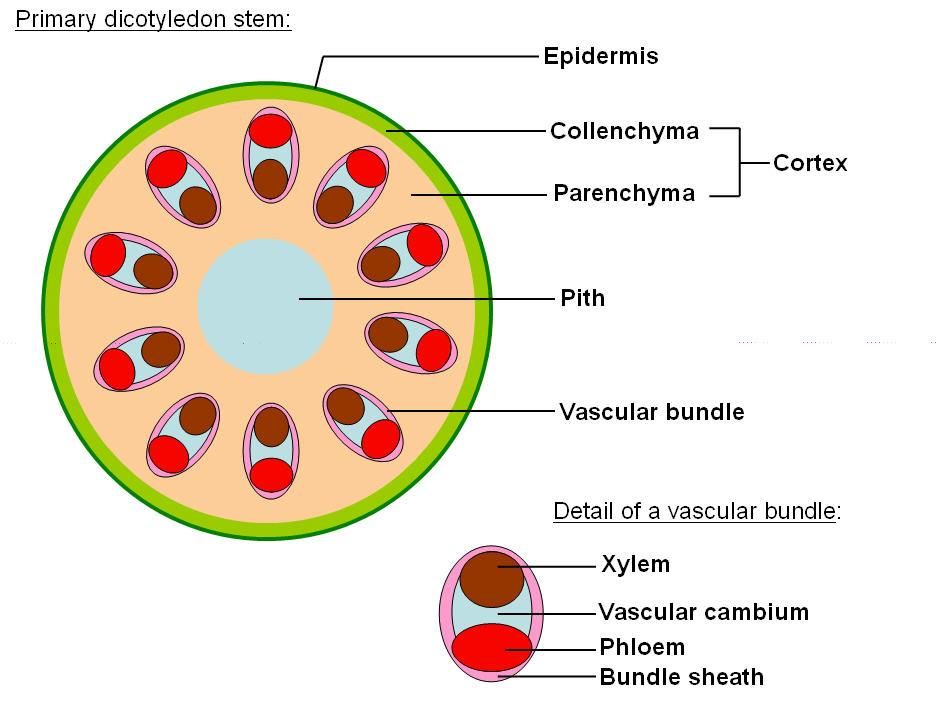 Primary dicotyledon stem:
Epidermis
Collenchyma
Cortex
Parenchyma
Pith
Vascular bundle
Detail of a vascular bundle:
Xylem
Vascular cambium
Phloem
Bundle sheath